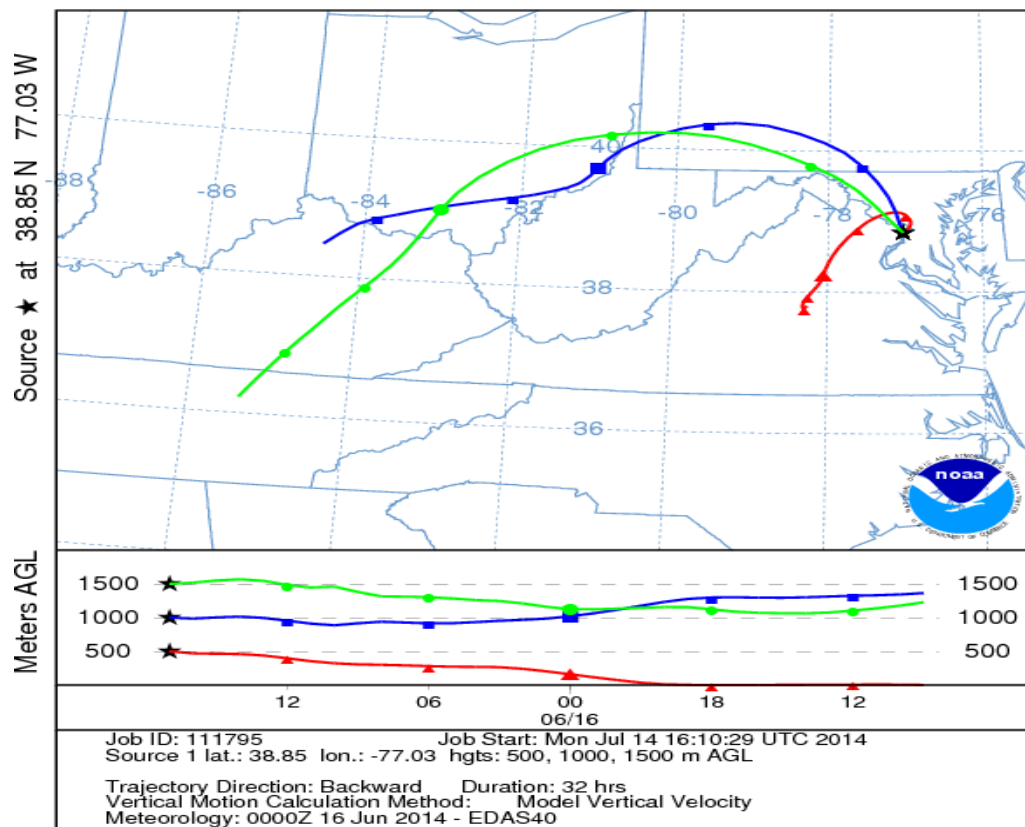 Source ★ at 38.85 N 77.03 W
-88
-86
-84
-82
-80
-78
-76
40
38
36
noaa
Meters AGL
1500
1000
500
1500
1000
500
12
06
00
18
12
06/16
Job ID: 111795 Job Start: Mon Jul 14 16:10:29 UTC 2014
Source 1 lat.: 38.85 lon.: -77.03 hgts: 500, 1000, 1500 m AGL
Trajectory Direction: Backward Duration: 32 hrs
Vertical Motion Calculation Method: Model Vertical Velocity
Meteorology: 0000Z 16 Jun 2014 - EDAS40